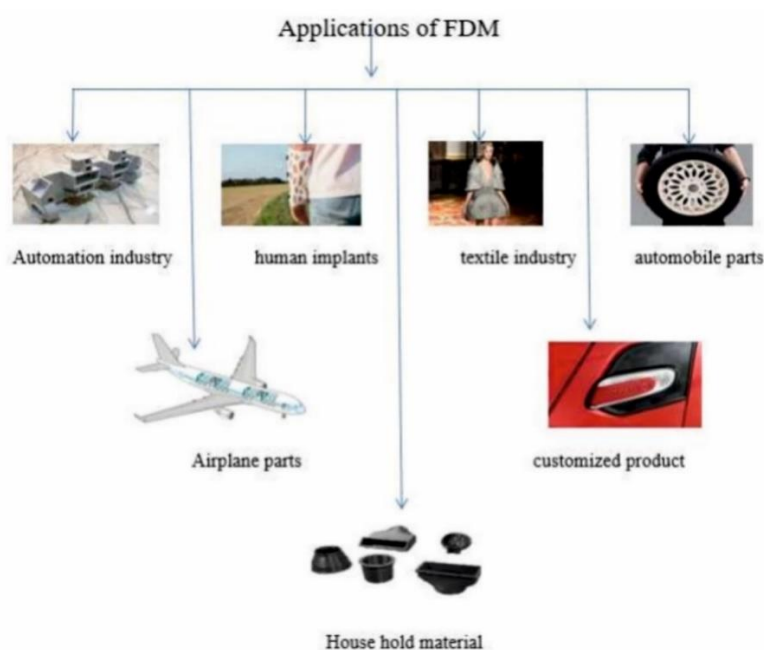 Applications of FDM
Automation industry
human implants
textile industry
automobile parts
Airplane parts
customized product
House hold material